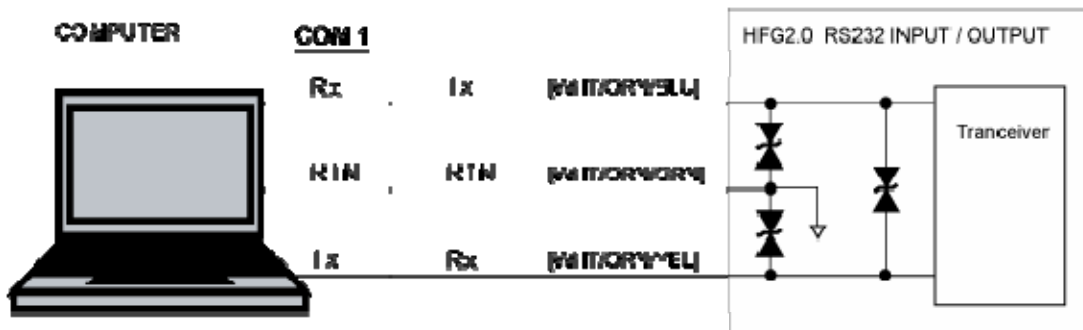 COMPUTER
COM 1
HFG2.0 RS232 INPUT / OUTPUT
Rx Tx
Tranceiver
RTN RTN
Tx Rx